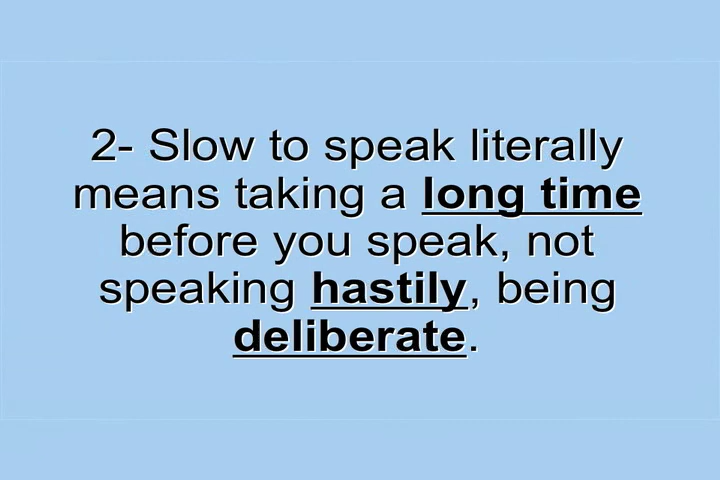 2- Slow to speak literally
means taking a long time
before you speak, not
speaking hastily, being
deliberate.